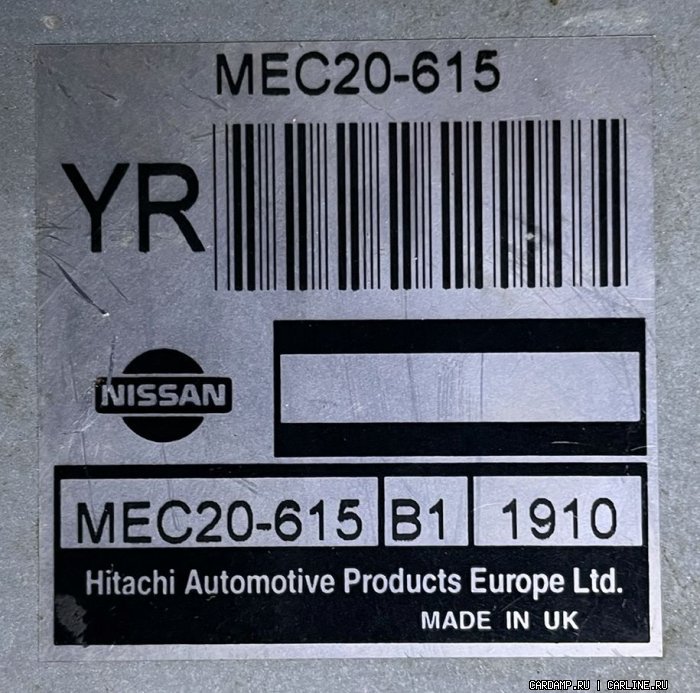 MEC20-615
YR
NISSAN
MEC20-615 B1 1910
Hitachi Automotive Products Europe Ltd.
MADE IN UK
CARDAMP.RU | CARLINE.RU